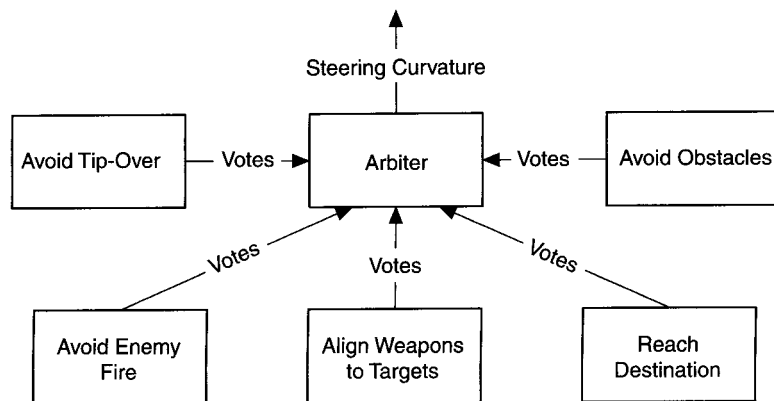 Steering Curvature
Avoid Tip-Over
Votes
Arbiter
Votes
Avoid Obstacles
Votes
Votes
Votes
Avoid Enemy
Fire
Align Weapons
to Targets
Reach
Destination